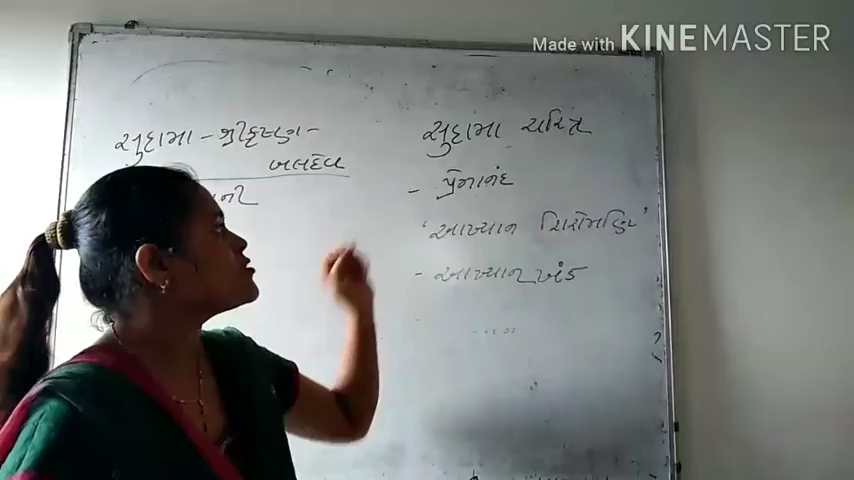 Made with KINEMASTER
સુદામા - શ્રીકૃષ્ણ -
બલદેવ
સુદામા ચરિત્ર
- પ્રેમાનંદ
'આખ્યાન શિરોમણિ'
- આખ્યાન ખંડ